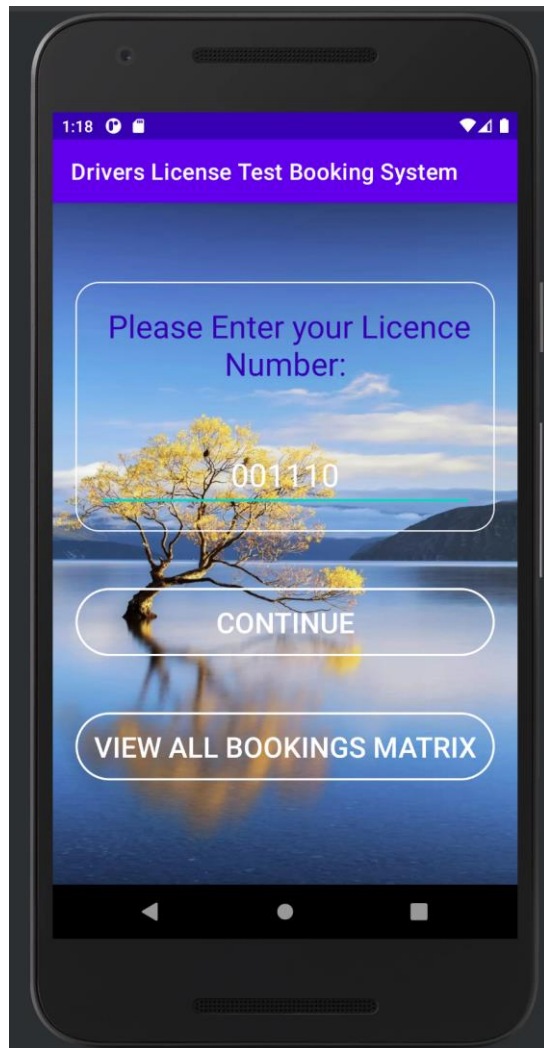 1:18
Drivers License Test Booking System
Please Enter your Licence
Number:
001110
CONTINUE
VIEW ALL BOOKINGS MATRIX